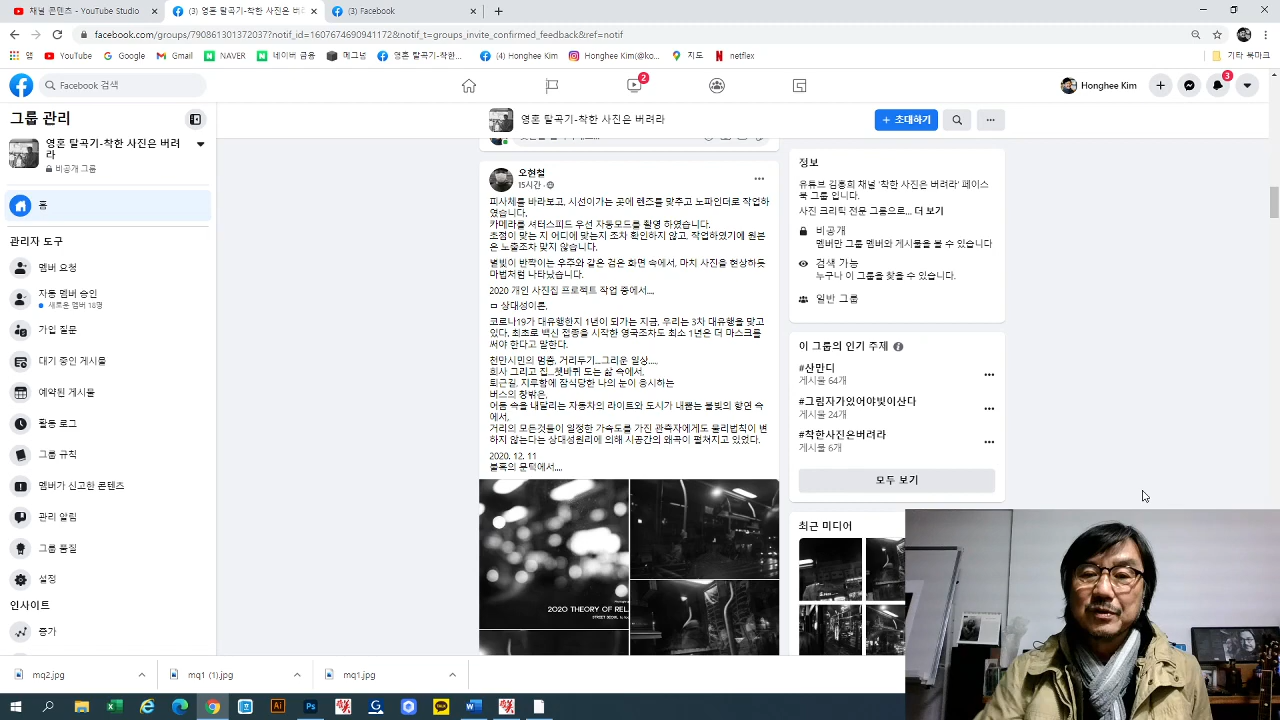 채널 콘텐츠 - YouTube Studio
(3) 영혼 탈곡기-착한 사진은 버
(3) Facebook
facebook.com/groups/790861301372037?notif_id=1607674690941172&notif_t=groups_invite_confirmed_feedback&ref=notif
앱
YouTube
Google
Gmail
NAVER
네이버 금융
메그넘
영혼 탈곡기-착한...
(4) Honghee Kim
Honghee Kim(@ko...
지도
netflex
기타 북마크
Facebook 검색
2
Honghee Kim
3
그룹 관리
영혼 탈곡기-착한 사진은 버려
라
비공개 그룹
홈
관리자 도구
멤버 요청
자동 멤버 승인
새로운 멤버 10명
가입 질문
대기 중인 게시물
예약된 게시물
활동 로그
그룹 규칙
멤버가 신고한 콘텐츠
관리 알림
그룹 품질
설정
인사이트
증가
영혼 탈곡기-착한 사진은 버려라
초대하기
오현철
15시간
피사체를 바라보고, 시선이가는 곳에 렌즈를 맞추고 노파인더로 작업하
였습니다.
카메라를 셔터스피드 우선 자동모드를 촬영 하였습니다.
초점이 맞는 지 어디에 맞는지 조차 확인하지 않고, 작업하였기에 원본
은 노출조차 맞지 않습니다.
별빛이 반짝이는 우주와 같은 검은 화면 속에서, 마치 사진을 현상하듯
마법처럼 나타났습니다.
2020 개인 사진집 프로젝트 작업 중에서....
ㅁ 상대성이론,
코로나19가 대유행한지 1년이 되가는 지금, 우리는 3차 대유행을 맞고
있다. 최초로 백신 접종을 시작한 영국조차도 최소 1년은 더 마스크를
써야 한다고 말한다.
천만시민의 멈춤, 거리두기...그리운 일상....,
회사 그리고 집...쳇바퀴 도는 삶 속에서,
퇴근길, 지루함에 잠식당한 나의 눈이 응시하는
버스의 창밖은,
어둠 속을 내달리는 자동차의 라이트와 도시가 내뿜는 불빛의 향연 속
에서,
거리의 모든것들이 일정한 가속도를 가진 관측자에게도 물리법칙이 변
하지 않는다는 상대성원리에 의해 시공간의 왜곡이 펼쳐지고 있었다.
2020. 12. 11
불혹의 문턱에서....
2020 THEORY OF REL
정보
유튜브 김홍희 채널 '착한 사진은 버려라' 페이스
북 그룹 입니다.
사진 크리틱 전문 그룹으로... 더 보기
비공개
멤버만 그룹 멤버와 게시물을 볼 수 있습니다
검색 가능
누구나 이 그룹을 찾을 수 있습니다.
일반 그룹
이 그룹의 인기 주제
#산만디
게시물 64개
#그림자가있어야빛이산다
게시물 24개
#착한사진은버려라
게시물 6개
모두 보기
최근 미디어
mq2.jpg
mq1 (1).jpg
mq1.jpg